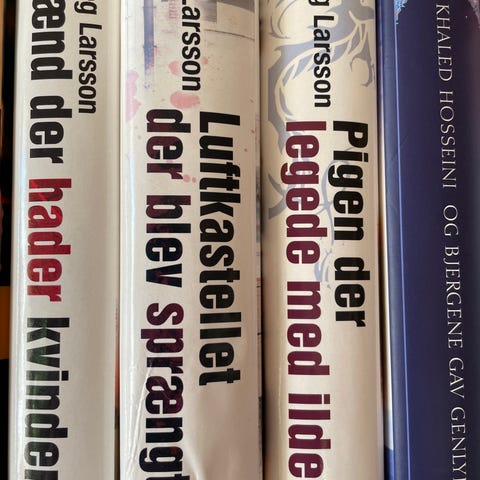 g Larsson
ænd der hader kvinder
Larsson
Luftkastellet
der blev sprængt
g Larsson
Pigen der
legede med ilde
KHALED HOSSEINI OG BJERGENE GAV GENLY